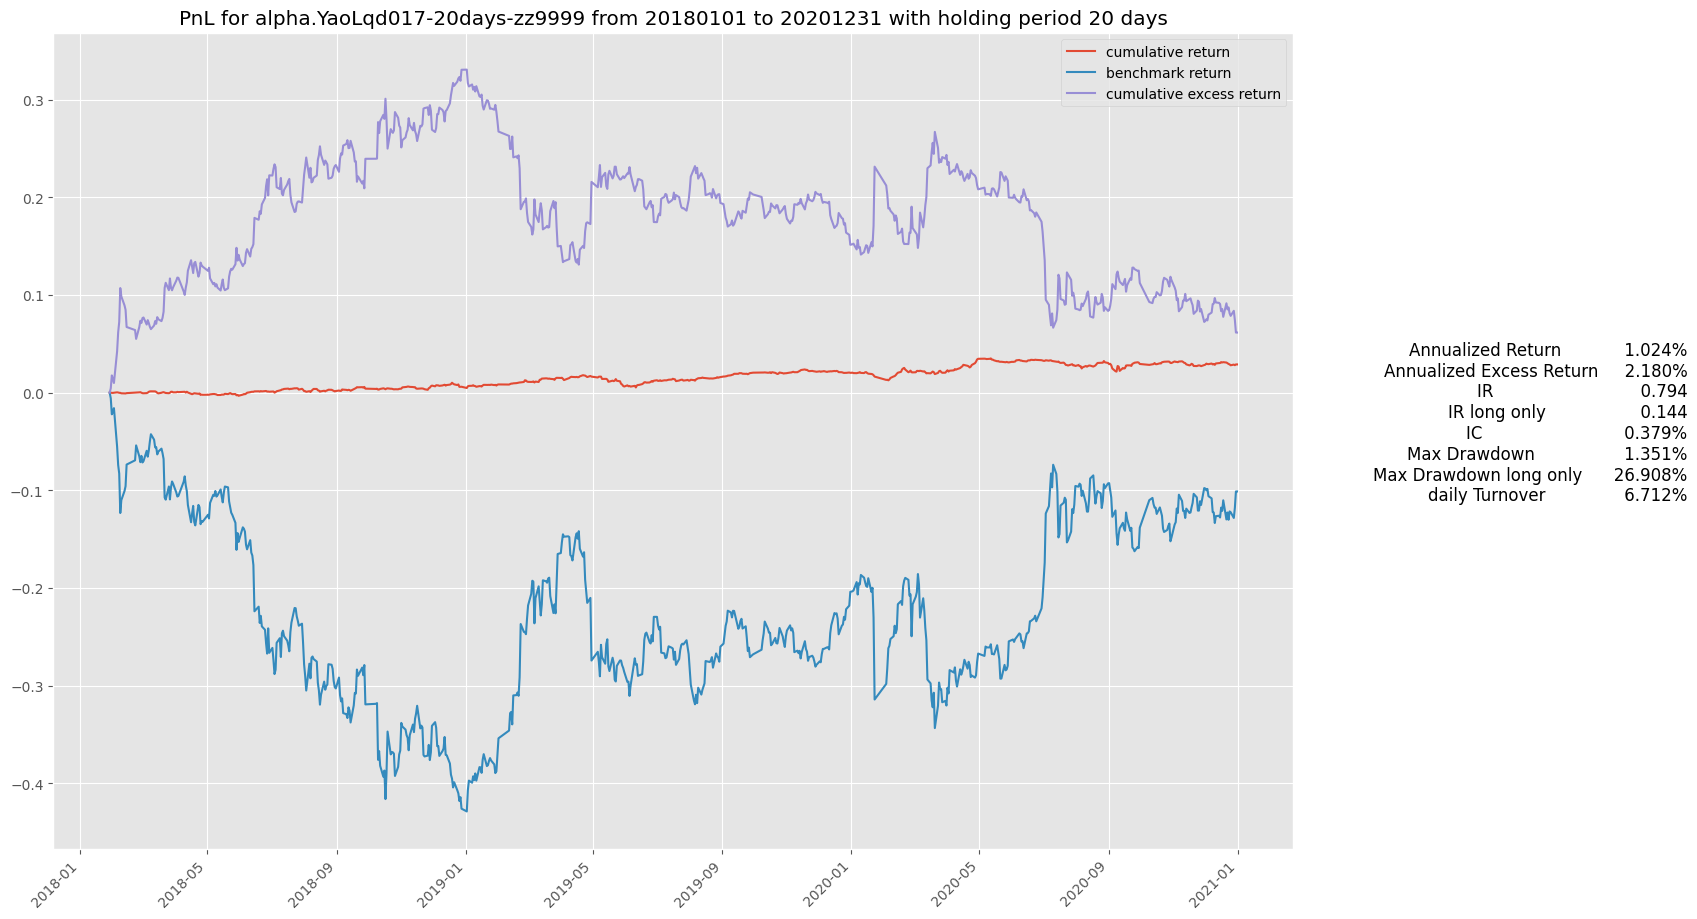 PnL for alpha.YaoLqd017-20days-zz9999 from 20180101 to 20201231 with holding period 20 days
cumulative return
benchmark return
cumulative excess return
0.3
0.2
0.1
0.0
−0.1
−0.2
−0.3
−0.4
Annualized Return 1.024%
Annualized Excess Return 2.180%
IR 0.794
IR long only 0.144
IC 0.379%
Max Drawdown 1.351%
Max Drawdown long only 26.908%
daily Turnover 6.712%
2018-01
2018-05
2018-09
2019-01
2019-05
2019-09
2020-01
2020-05
2020-09
2021-01